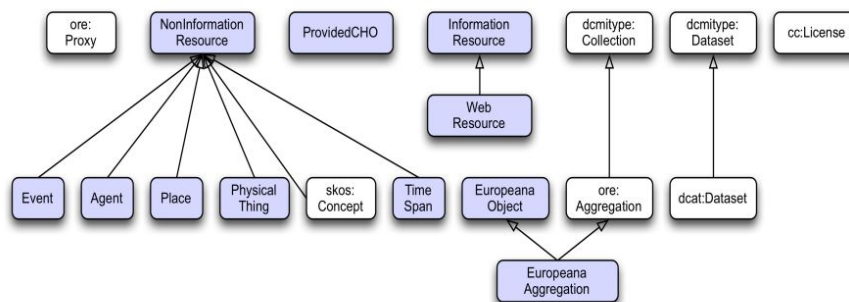 ore:
Proxy
NonInformation
Resource
ProvidedCHO
Information
Resource
dcmitype:
Collection
dcmitype:
Dataset
cc:License
Web
Resource
Event
Agent
Place
Physical
Thing
skos:
Concept
Time
Span
Europeana
Object
ore:
Aggregation
dcat:Dataset
Europeana
Aggregation